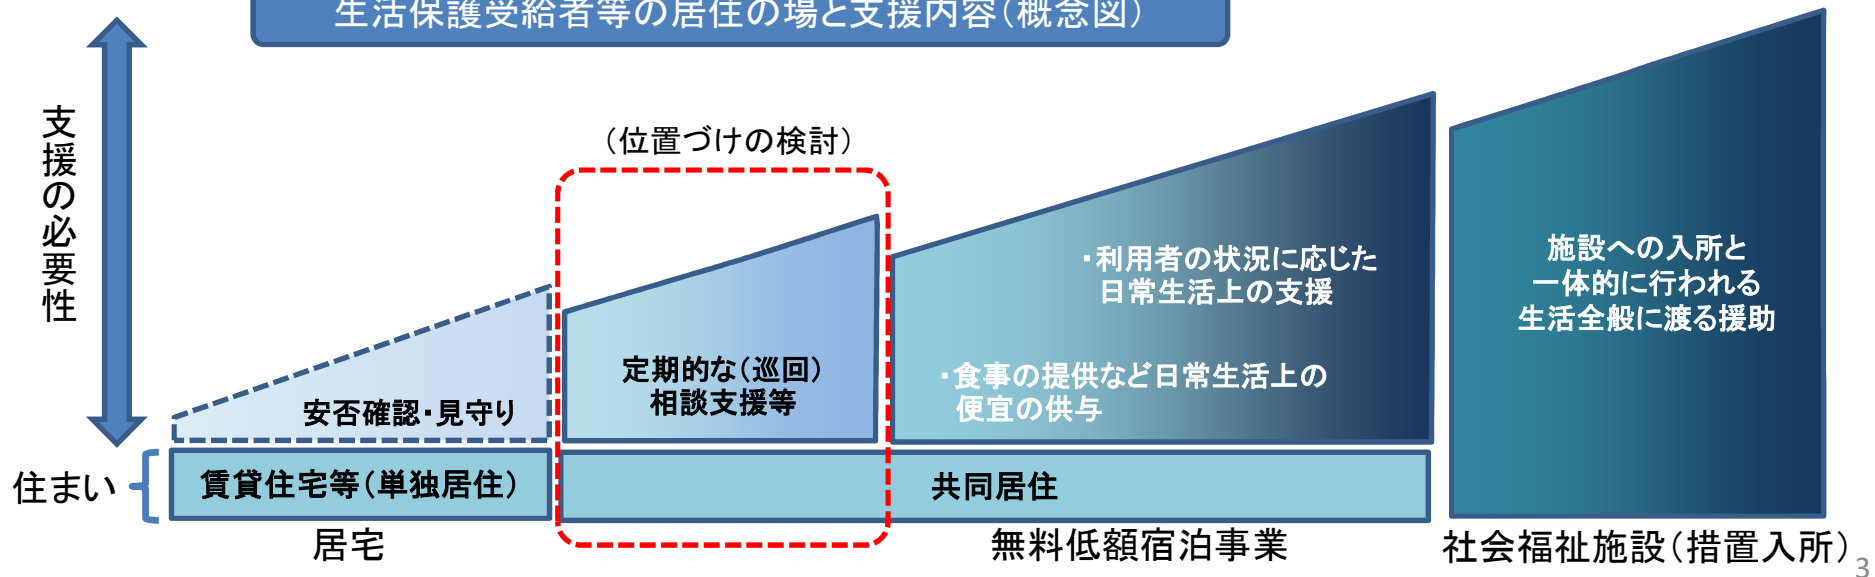 生活保護受給者等の居住の場と支援内容（概念図）
支援の必要性
（位置づけの検討）
安否確認・見守り
定期的な（巡回）
相談支援等
・利用者の状況に応じた
日常生活上の支援
・食事の提供など日常生活上の
便宜の供与
施設への入所と
一体的に行われる
生活全般に渡る援助
住まい
賃貸住宅等（単独居住）
共同居住
居宅
無料低額宿泊事業
社会福祉施設（措置入所）
3